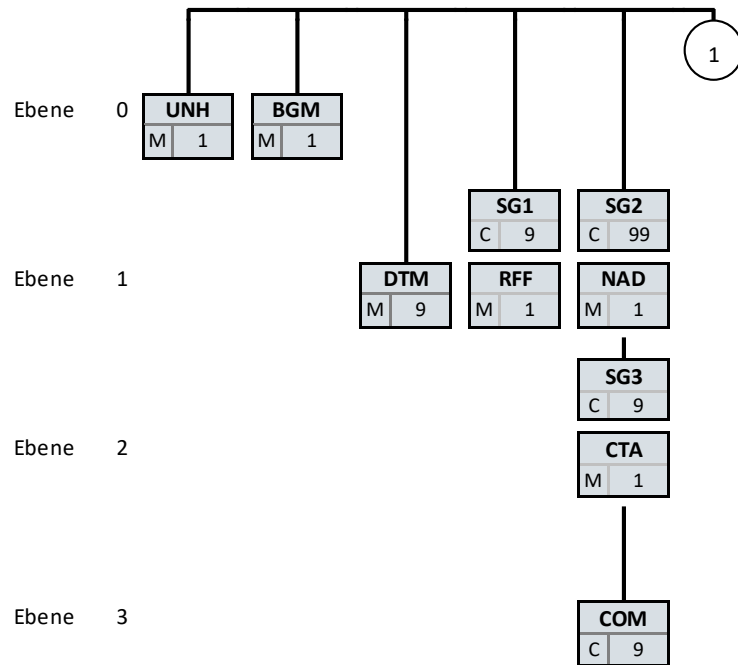 1
Ebene 0 UNH BGM
M 1 M 1
SG1 SG2
C 9 C 99
Ebene 1 DTM RFF NAD
M 9 M 1 M 1
SG3
C 9
Ebene 2 CTA
M 1
Ebene 3 COM
C 9